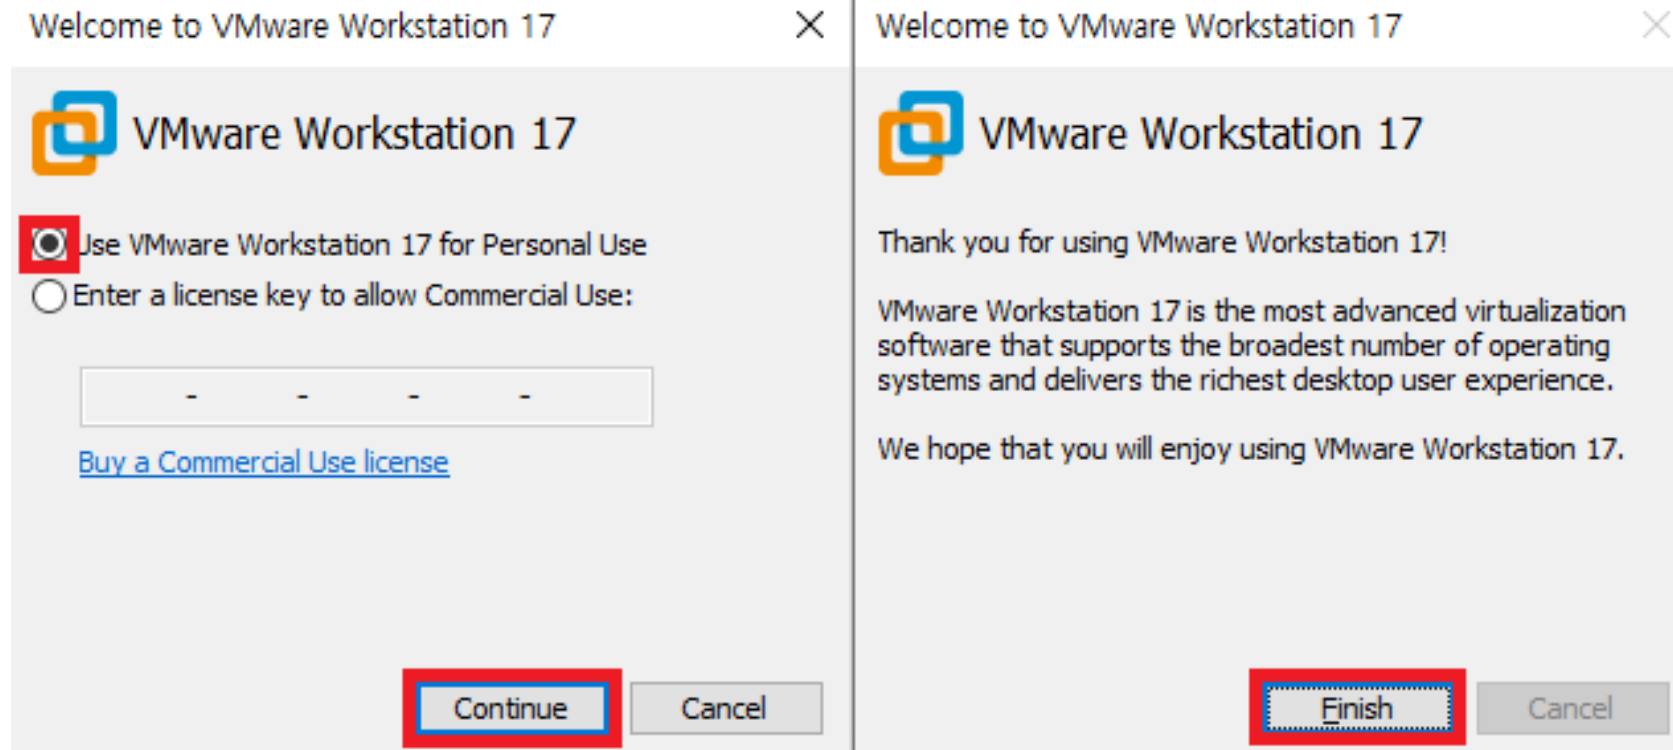 Welcome to VMware Workstation 17
VMware Workstation 17
Use VMware Workstation 17 for Personal Use
Enter a license key to allow Commercial Use:
- - - -
Buy a Commercial Use license
Continue
Cancel
Welcome to VMware Workstation 17
VMware Workstation 17
Thank you for using VMware Workstation 17!
VMware Workstation 17 is the most advanced virtualization
software that supports the broadest number of operating
systems and delivers the richest desktop user experience.
We hope that you will enjoy using VMware Workstation 17.
Finish
Cancel